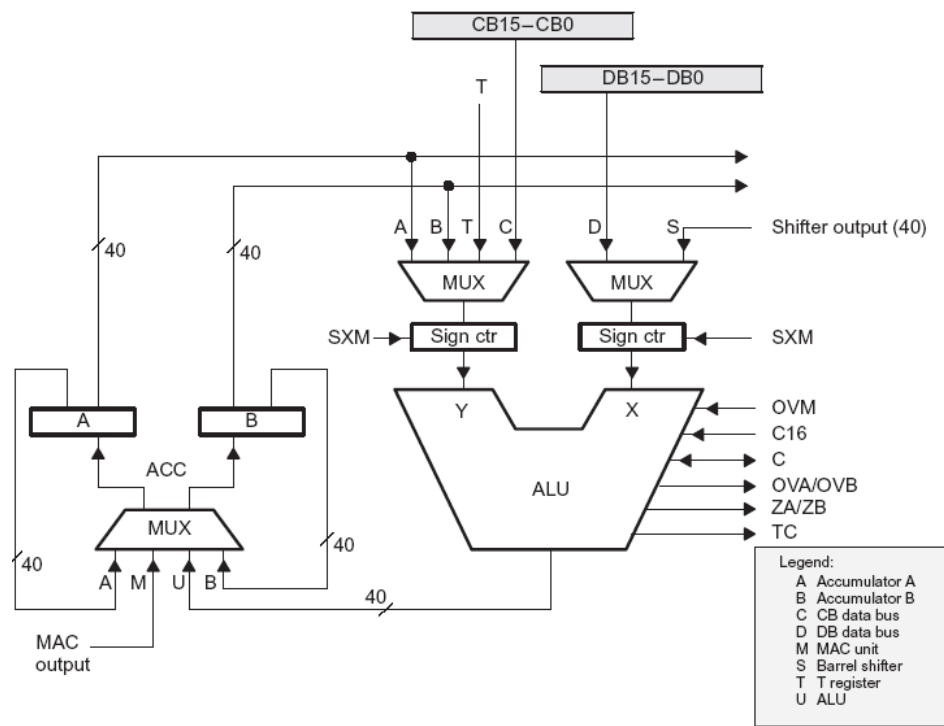 CB15–CB0
DB15–DB0
T
A B T C
D S
Shifter output (40)
40
40
MUX
MUX
SXM
Sign ctr
Sign ctr
SXM
A
B
Y
X
OVM
C16
C
ACC
ALU
OVA/OVB
ZA/ZB
TC
MUX
40
40
A M U B
40
MAC
output
Legend:
A Accumulator A
B Accumulator B
C CB data bus
D DB data bus
M MAC unit
S Barrel shifter
T T register
U ALU